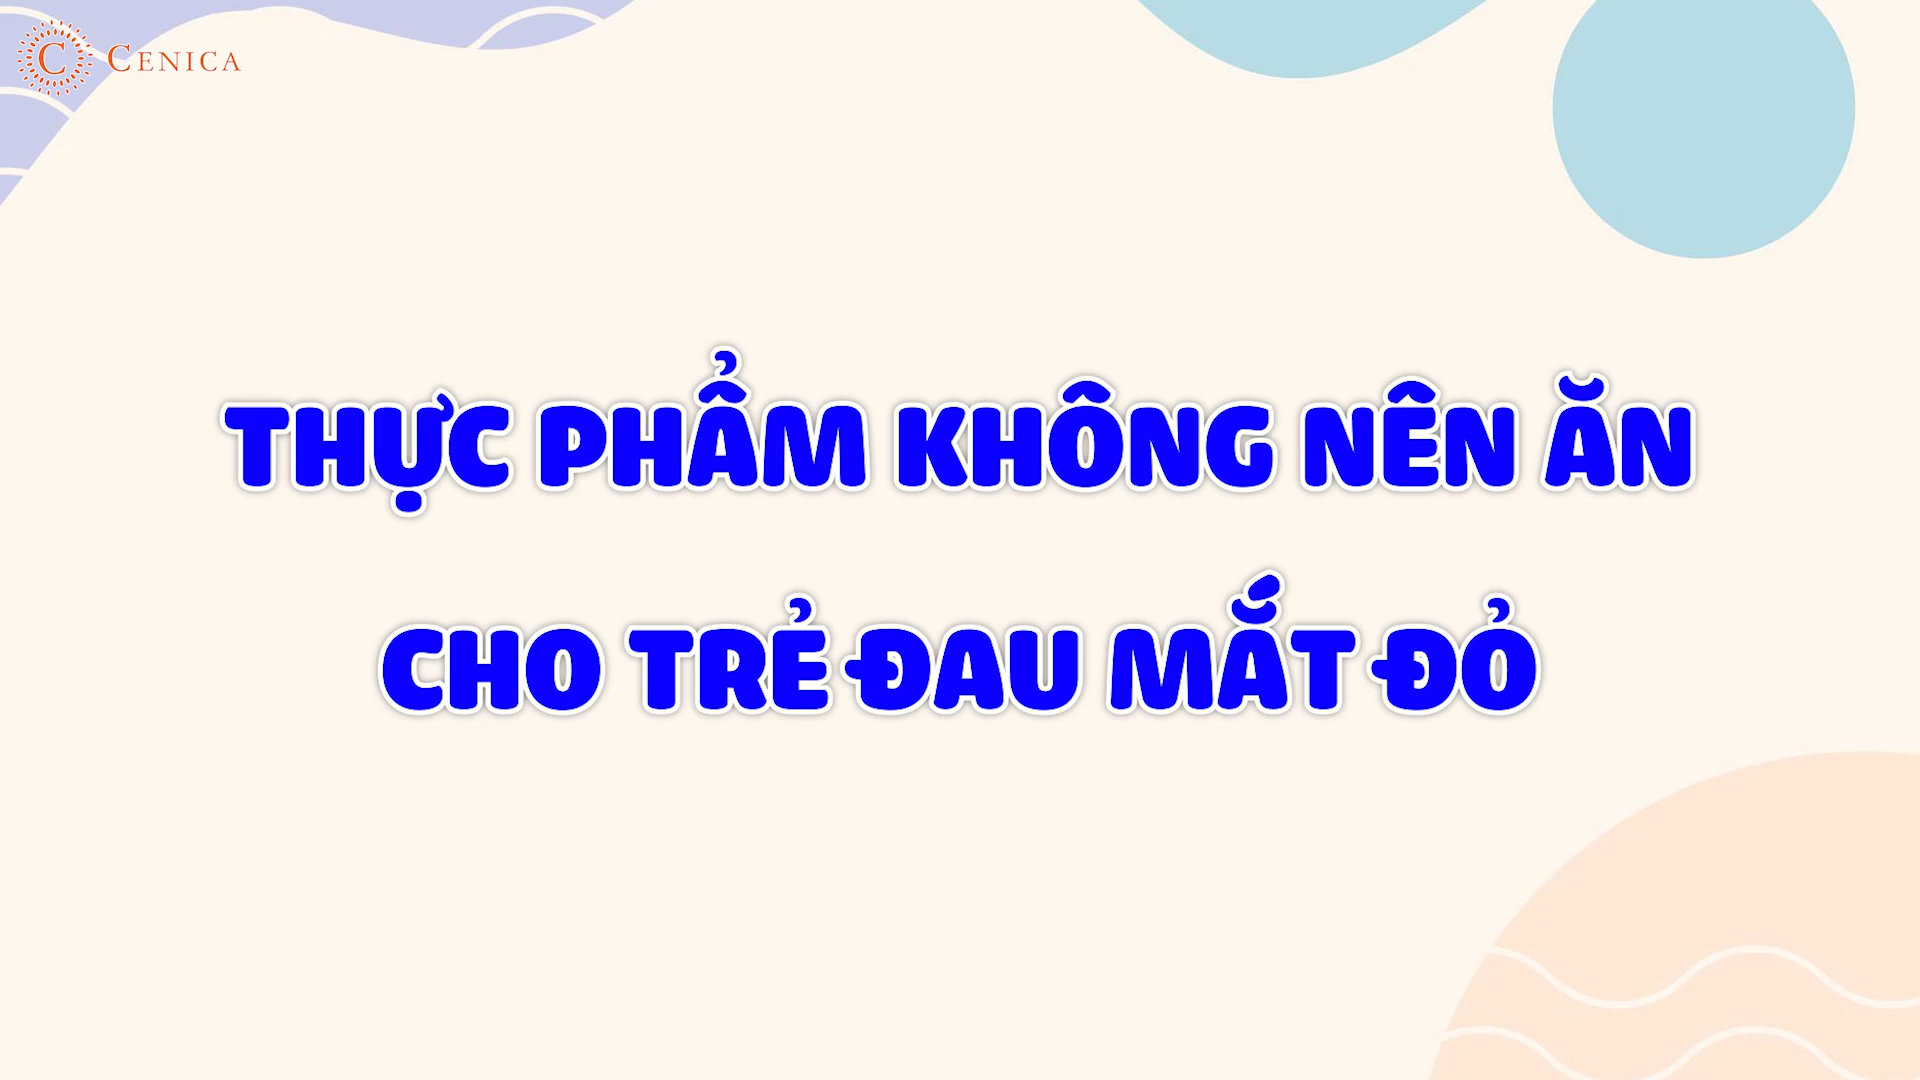 C CENICA
THỰC PHẨM KHÔNG NÊN ĂN
CHO TRẺ ĐAU MẮT ĐỎ